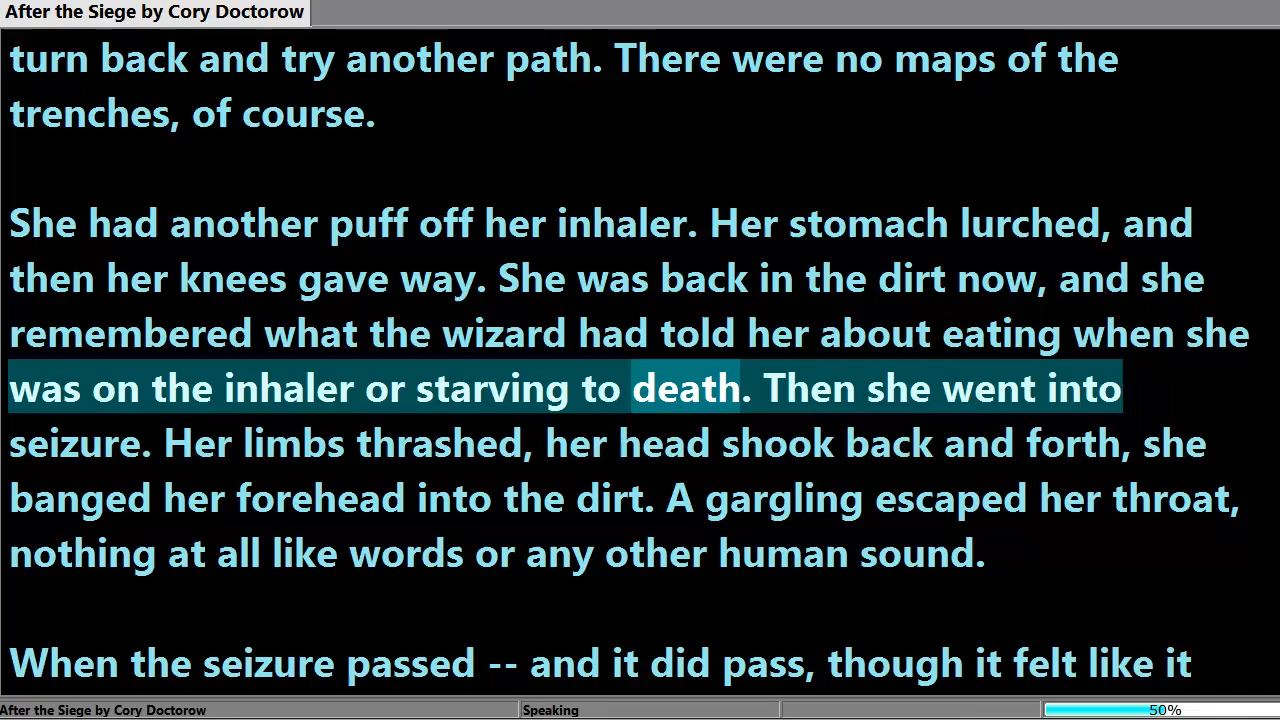 After the Siege by Cory Doctorow
turn back and try another path. There were no maps of the
trenches, of course.
She had another puff off her inhaler. Her stomach lurched, and
then her knees gave way. She was back in the dirt now, and she
remembered what the wizard had told her about eating when she
was on the inhaler or starving to death. Then she went into
seizure. Her limbs thrashed, her head shook back and forth, she
banged her forehead into the dirt. A gargling escaped her throat,
nothing at all like words or any other human sound.
When the seizure passed -- and it did pass, though it felt like it
After the Siege by Cory Doctorow
Speaking
50%